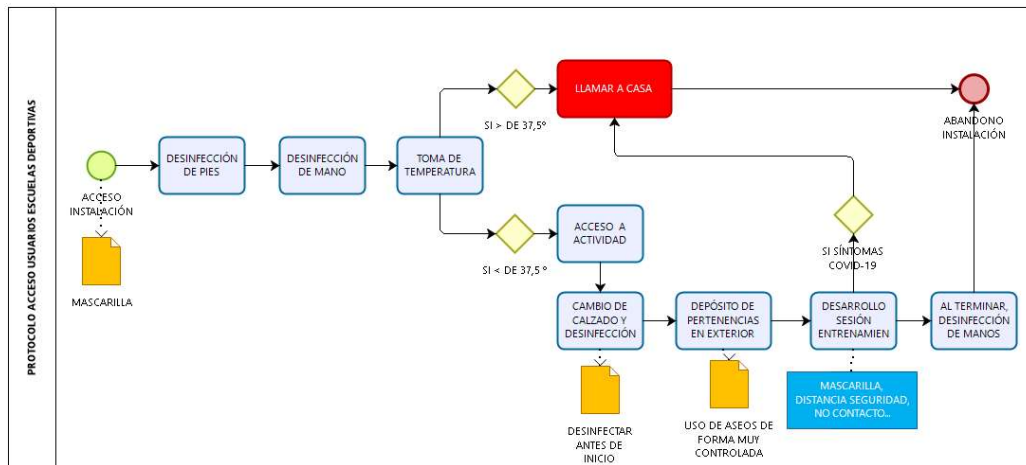 PROTOCOLO ACCESO USUARIOS ESCUELAS DEPORTIVAS
ACCESO
INSTALACIÓN
MASCARILLA
DESINFECCIÓN
DE PIES
DESINFECCIÓN
DE MANO
TOMA DE
TEMPERATURA
SI > DE 37,5º
LLAMAR A CASA
ABANDONO
INSTALACIÓN
SI < DE 37,5 º
ACCESO A
ACTIVIDAD
SI SÍNTOMAS
COVID-19
CAMBIO DE
CALZADO Y
DESINFECCIÓN
DEPÓSITO DE
PERTENENCIAS
EN EXTERIOR
DESARROLLO
SESIÓN
ENTRENAMIEN
AL TERMINAR,
DESINFECCIÓN
DE MANOS
DESINFECTAR
ANTES DE
INICIO
USO DE ASEOS DE
FORMA MUY
CONTROLADA
MASCARILLA,
DISTANCIA SEGURIDAD,
NO CONTACTO...